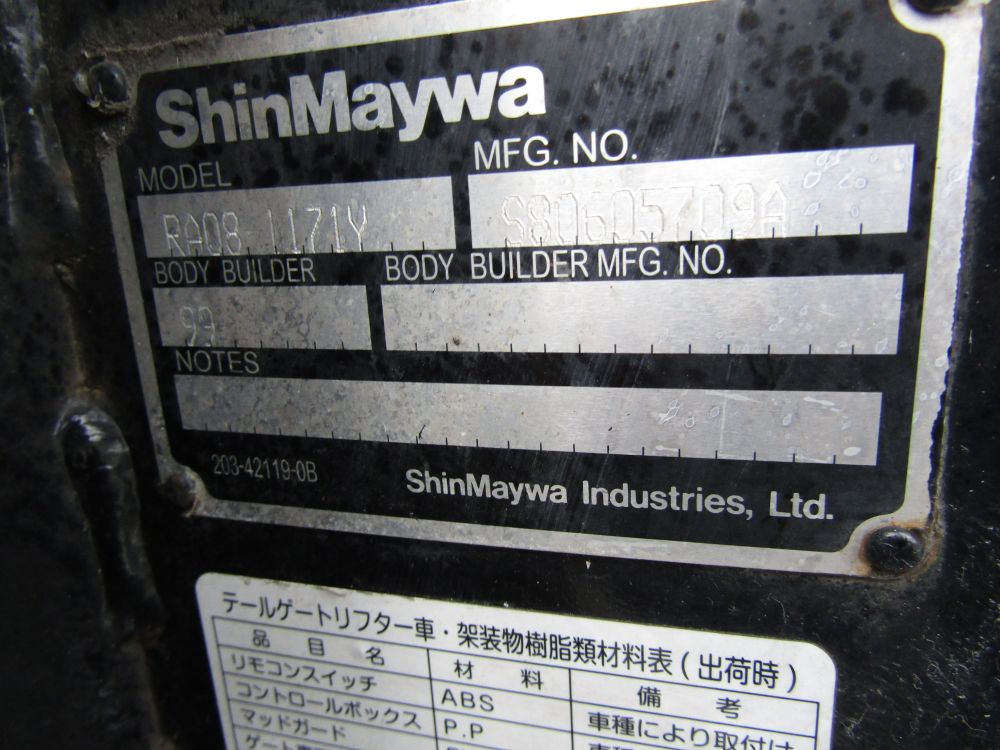 ShinMaywa
MODEL
MFG. NO.
RA08 1171Y
S80605709A
BODY BUILDER
BODY BUILDER MFG. NO.
99
NOTES
203-42119-0B
ShinMaywa Industries, Ltd.
テールゲートリフター車・架装物樹脂類材料表(出荷時)
品 目 名 材 料 備 考
リモコンスイッチ ABS 車種により取付け
コントロールボックス P.P
マッドガード